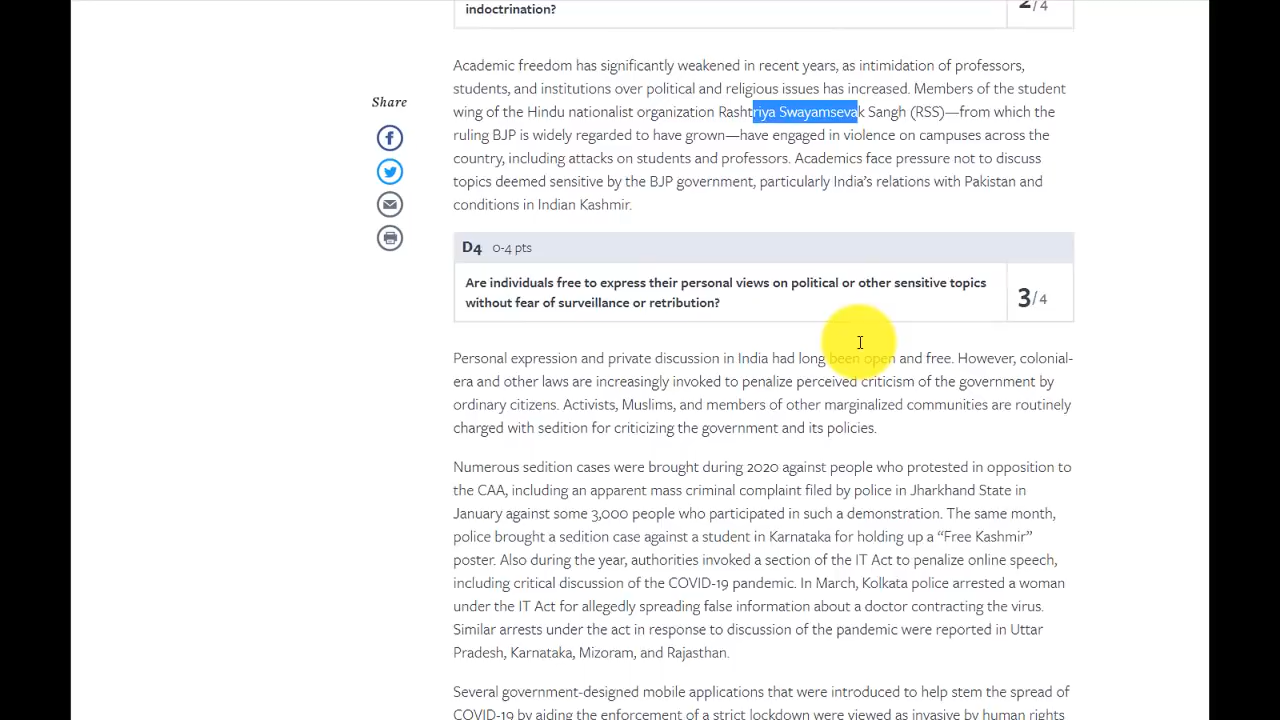 indoctrination?
2/4
Academic freedom has significantly weakened in recent years, as intimidation of professors,
students, and institutions over political and religious issues has increased. Members of the student
wing of the Hindu nationalist organization Rashtriya Swayamsevak Sangh (RSS)—from which the
ruling BJP is widely regarded to have grown—have engaged in violence on campuses across the
country, including attacks on students and professors. Academics face pressure not to discuss
topics deemed sensitive by the BJP government, particularly India's relations with Pakistan and
conditions in Indian Kashmir.
Share
D4 0-4 pts
Are individuals free to express their personal views on political or other sensitive topics
without fear of surveillance or retribution?
3/4
Personal expression and private discussion in India had long been open and free. However, colonial-
era and other laws are increasingly invoked to penalize perceived criticism of the government by
ordinary citizens. Activists, Muslims, and members of other marginalized communities are routinely
charged with sedition for criticizing the government and its policies.
Numerous sedition cases were brought during 2020 against people who protested in opposition to
the CAA, including an apparent mass criminal complaint filed by police in Jharkhand State in
January against some 3,000 people who participated in such a demonstration. The same month,
police brought a sedition case against a student in Karnataka for holding up a “Free Kashmir”
poster. Also during the year, authorities invoked a section of the IT Act to penalize online speech,
including critical discussion of the COVID-19 pandemic. In March, Kolkata police arrested a woman
under the IT Act for allegedly spreading false information about a doctor contracting the virus.
Similar arrests under the act in response to discussion of the pandemic were reported in Uttar
Pradesh, Karnataka, Mizoram, and Rajasthan.
Several government-designed mobile applications that were introduced to help stem the spread of
COVID-19 by aiding the enforcement of a strict lockdown were viewed as invasive by human rights